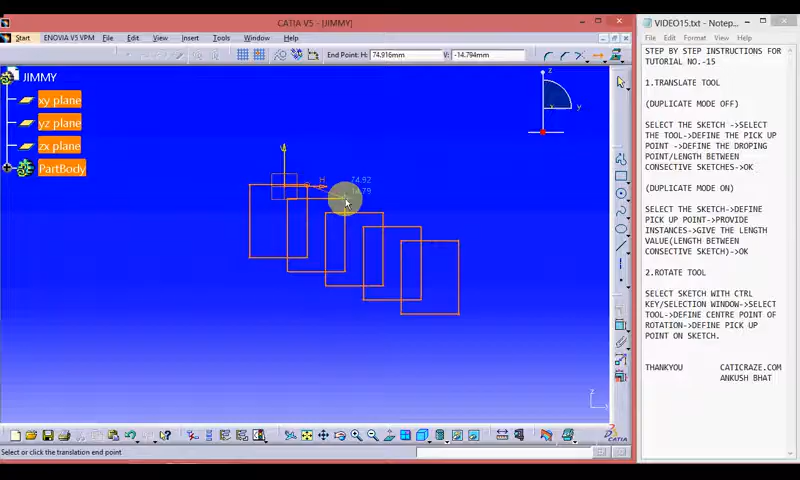 CATIA V5 - [JIMMY]
Start ENOVIA V5 VPM File Edit View Insert Tools Window Help
End Point: H: 74.916mm V: -14.794mm
JIMMY
xy plane
yz plane
zx plane
PartBody
z
y
x
V
H
74.92
14.79
z
Select or click the translation end point
CATIA
VIDEO15.txt - Notep...
File Edit Format View Help
STEP BY STEP INSTRUCTIONS FOR
TUTORIAL NO.-15
1.TRANSLATE TOOL
(DUPLICATE MODE OFF)
SELECT THE SKETCH ->SELECT
THE TOOL->DEFINE THE PICK UP
POINT ->DEFINE THE DROPING
POINT/LENGTH BETWEEN
CONSECTIVE SKETCHES->OK
(DUPLICATE MODE ON)
SELECT THE SKETCH->DEFINE
PICK UP POINT->PROVIDE
INSTANCES->GIVE THE LENGTH
VALUE(LENGTH BETWEEN
CONSECTIVE SKETCH)->OK
2.ROTATE TOOL
SELECT SKETCH WITH CTRL
KEY/SELECTION WINDOW->SELECT
TOOL->DEFINE CENTRE POINT OF
ROTATION->DEFINE PICK UP
POINT ON SKETCH.
THANKYOU CATICRAZE.COM
ANKUSH BHAT